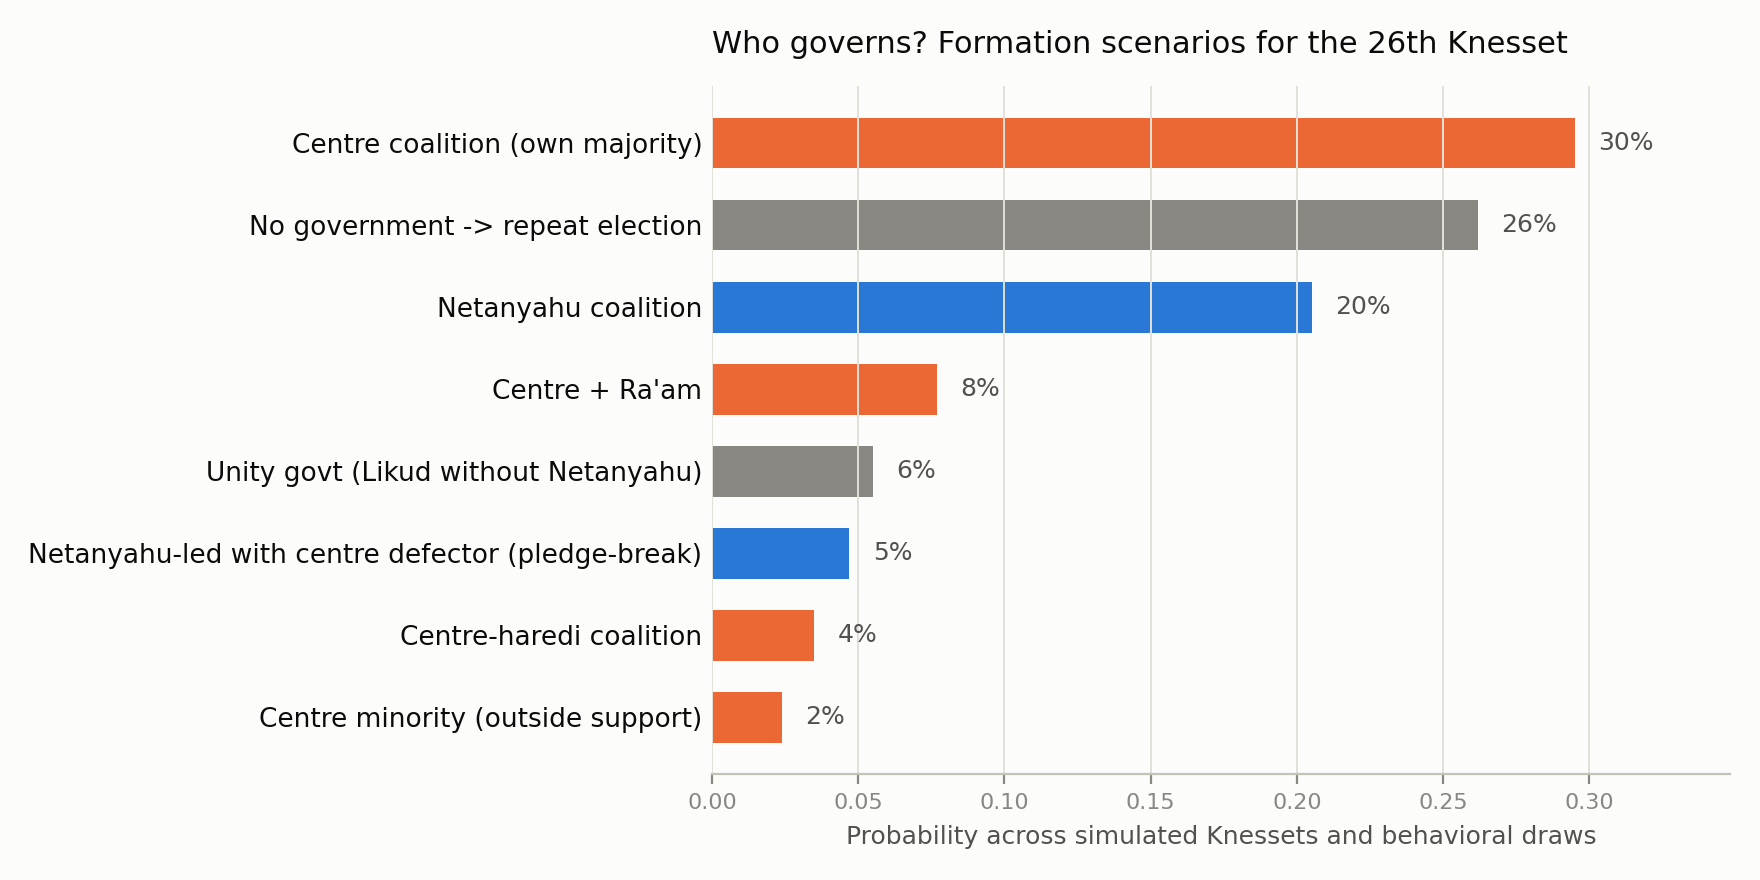 Who governs? Formation scenarios for the 26th Knesset
Centre coalition (own majority) 30%
No government -> repeat election 26%
Netanyahu coalition 20%
Centre + Ra'am 8%
Unity govt (Likud without Netanyahu) 6%
Netanyahu-led with centre defector (pledge-break) 5%
Centre-haredi coalition 4%
Centre minority (outside support) 2%
0.00 0.05 0.10 0.15 0.20 0.25 0.30
Probability across simulated Knessets and behavioral draws